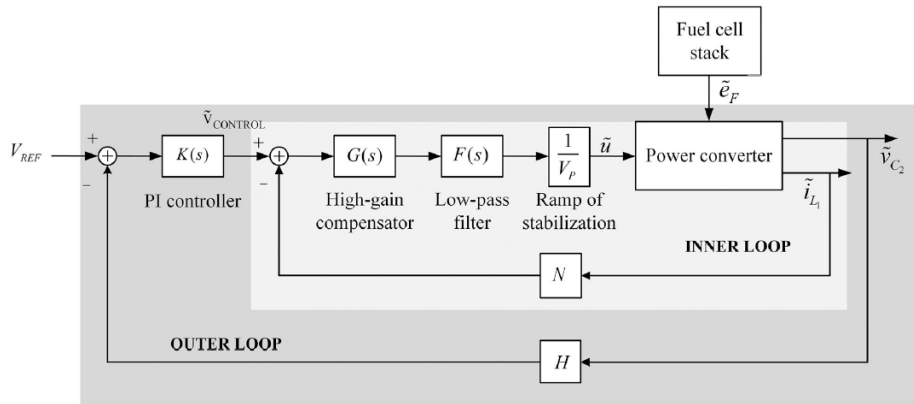 Fuel cell
stack
ẽ_F
ṽ_CONTROL
V_REF
+
−
K(s)
+
−
G(s)
F(s)
1
V_P
ũ
Power converter
ṽ_C₂
ĩ_L₁
PI controller
High-gain
compensator
Low-pass
filter
Ramp of
stabilization
INNER LOOP
N
OUTER LOOP
H